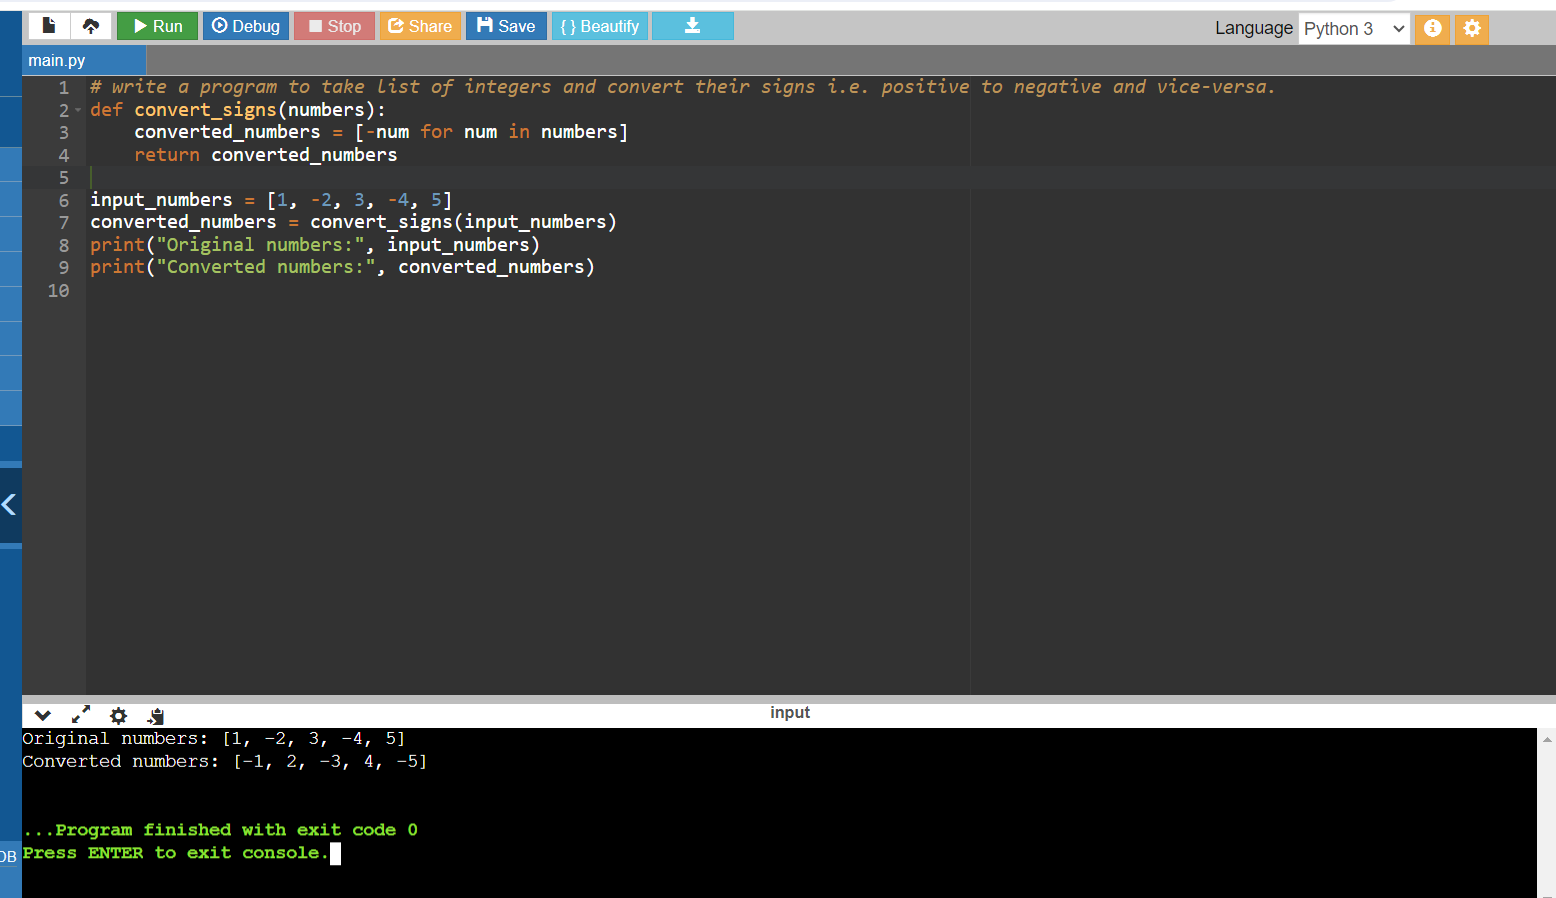 Run Debug Stop Share Save { } Beautify Language Python 3
main.py
1 # write a program to take list of integers and convert their signs i.e. positive to negative and vice-versa.
2 def convert_signs(numbers):
3     converted_numbers = [-num for num in numbers]
4     return converted_numbers
5
6 input_numbers = [1, -2, 3, -4, 5]
7 converted_numbers = convert_signs(input_numbers)
8 print("Original numbers:", input_numbers)
9 print("Converted numbers:", converted_numbers)
10
input
Original numbers: [1, -2, 3, -4, 5]
Converted numbers: [-1, 2, -3, 4, -5]
...Program finished with exit code 0
Press ENTER to exit console.